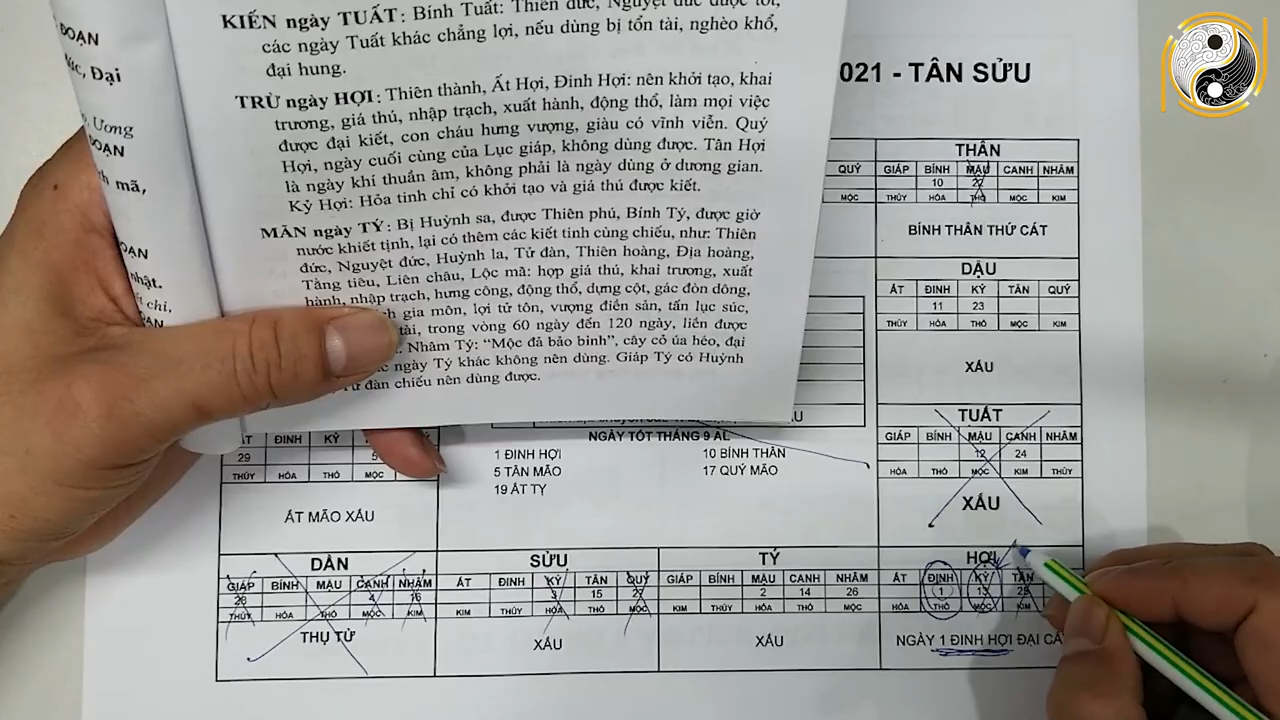 ĐOẠN
Đại
Ương
mã,
nhật.
KIẾN ngày TUẤT: Bính Tuất: Thiên đức, Nguyệt đức được tốt,
các ngày Tuất khác chẳng lợi, nếu dùng bị tổn tài, nghèo khổ,
đại hung.
TRỪ ngày HỢI: Thiên thành, Ất Hợi, Đinh Hợi: nên khởi tạo, khai
trương, giá thú, nhập trạch, xuất hành, động thổ, làm mọi việc
được đại kiết, con cháu hưng vượng, giàu có vĩnh viễn. Quý
Hợi, ngày cuối cùng của Lục giáp, không dùng được. Tân Hợi
là ngày khí thuần âm, không phải là ngày dùng ở dương gian.
Kỷ Hợi: Hỏa tinh chỉ có khởi tạo và giá thú được kiết.
MÃN ngày TÝ: Bị Huỳnh sa, được Thiên phú, Bính Tý, được giờ
nước khiết tịnh, lại có thêm các kiết tinh cùng chiếu, như: Thiên
đức, Nguyệt đức, Huỳnh la, Tử đàn, Thiên hoàng, Địa hoàng,
Tầng tiêu, Liên châu, Lộc mã: hợp giá thú, khai trương, xuất
hành, nhập trạch, hưng công, động thổ, dựng cột, gác đòn dông,
gia môn, lợi tử tôn, vượng điền sản, tấn lục súc,
tài, trong vòng 60 ngày đến 120 ngày, liền được
Nhâm Tý: “Mộc đả bảo bình”, cây cỏ úa héo, đại
ngày Tý khác không nên dùng. Giáp Tý có Huỳnh
đàn chiếu nên dùng được.
021 - TÂN SỬU
QUÝ
MỘC
THÂN
GIÁP BÍNH MẬU CANH NHÂM
10 22
THỦY HỎA THỔ MỘC KIM
BÍNH THÂN THỨ CÁT
DẬU
ẤT ĐINH KỶ TÂN QUÝ
11 23
THỦY HỎA THỔ MỘC KIM
XẤU
TUẤT
GIÁP BÍNH MẬU CANH NHÂM
12 24
HỎA THỔ MỘC KIM THỦY
XẤU
NGÀY TỐT THÁNG 9 ÂL
1 ĐINH HỢI 10 BÍNH THÂN
5 TÂN MÃO 17 QUÝ MÃO
19 ẤT TỴ
ẤT ĐINH KỶ
29 5
THỦY HỎA THỔ MỘC KIM
ẤT MÃO XẤU
DẦN
GIÁP BÍNH MẬU CANH NHÂM
28 4 16
THỦY HỎA THỔ MỘC KIM
THỤ TỬ
SỬU
ẤT ĐINH KỶ TÂN QUÝ
3 15 27
KIM THỦY HỎA THỔ MỘC
XẤU
TÝ
GIÁP BÍNH MẬU CANH NHÂM
2 14 26
KIM THỦY HỎA THỔ MỘC
XẤU
HỢI
ẤT ĐINH KỶ TÂN
1 13 25
HỎA THỔ MỘC KIM
NGÀY 1 ĐINH HỢI ĐẠI CÁ